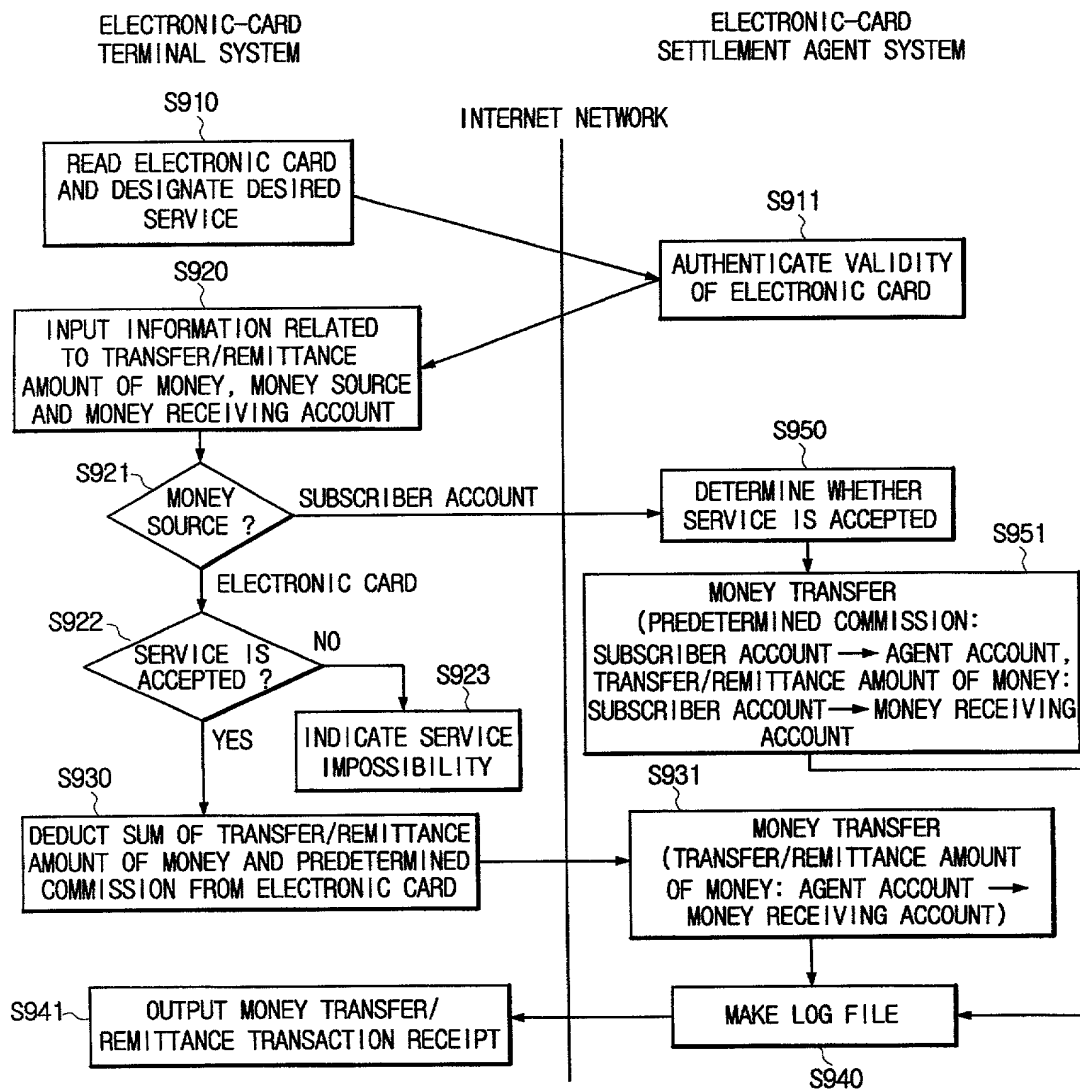 ELECTRONIC-CARD
TERMINAL SYSTEM
ELECTRONIC-CARD
SETTLEMENT AGENT SYSTEM
INTERNET NETWORK
S910
READ ELECTRONIC CARD
AND DESIGNATE DESIRED
SERVICE
S911
AUTHENTICATE VALIDITY
OF ELECTRONIC CARD
S920
INPUT INFORMATION RELATED
TO TRANSFER/REMITTANCE
AMOUNT OF MONEY, MONEY SOURCE
AND MONEY RECEIVING ACCOUNT
S921
MONEY
SOURCE ?
SUBSCRIBER ACCOUNT
S950
DETERMINE WHETHER
SERVICE IS ACCEPTED
ELECTRONIC CARD
S951
MONEY TRANSFER
(PREDETERMINED COMMISSION:
SUBSCRIBER ACCOUNT → AGENT ACCOUNT,
TRANSFER/REMITTANCE AMOUNT OF MONEY:
SUBSCRIBER ACCOUNT → MONEY RECEIVING
ACCOUNT
S922
SERVICE IS
ACCEPTED ?
NO
S923
INDICATE SERVICE
IMPOSSIBILITY
YES
S930
DEDUCT SUM OF TRANSFER/REMITTANCE
AMOUNT OF MONEY AND PREDETERMINED
COMMISSION FROM ELECTRONIC CARD
S931
MONEY TRANSFER
(TRANSFER/REMITTANCE AMOUNT
OF MONEY: AGENT ACCOUNT →
MONEY RECEIVING ACCOUNT)
S941
OUTPUT MONEY TRANSFER/
REMITTANCE TRANSACTION RECEIPT
MAKE LOG FILE
S940